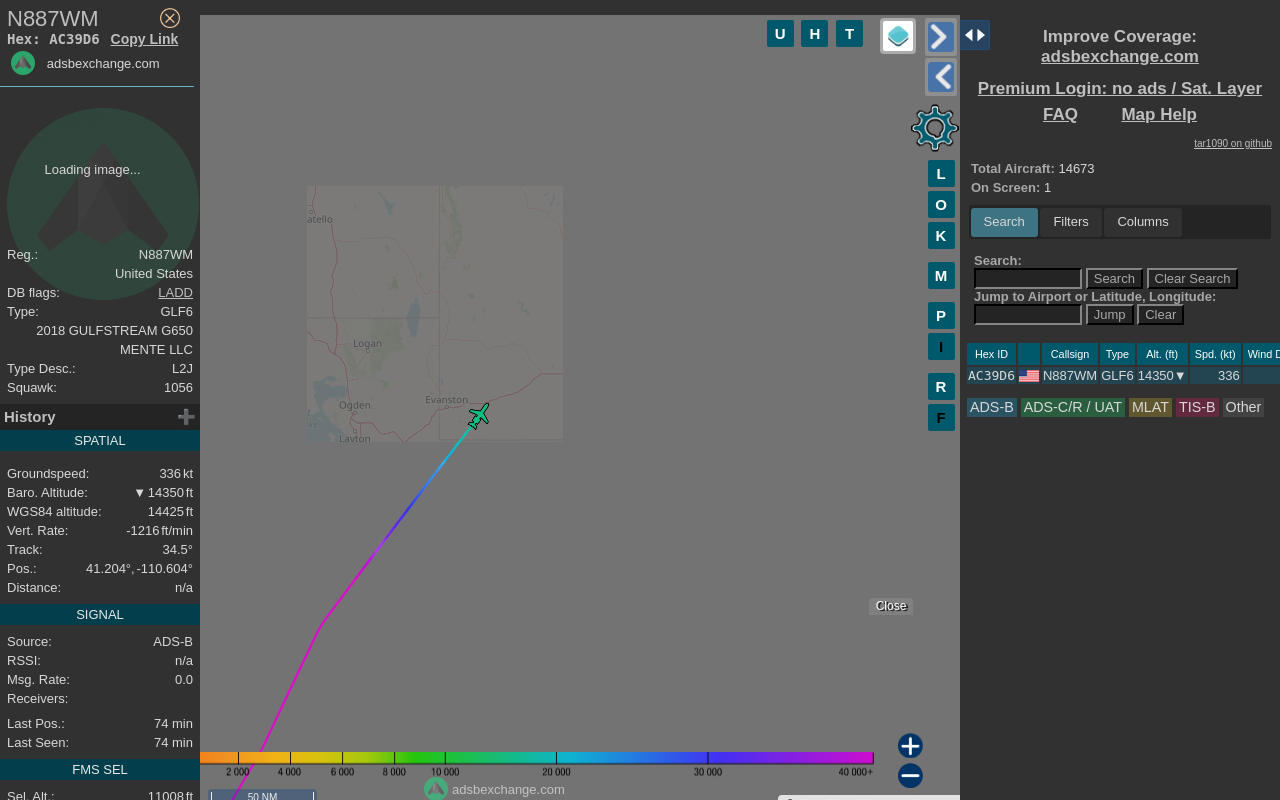 N887WM
Hex: AC39D6 Copy Link
adsbexchange.com
Loading image...
Reg.: N887WM
United States
DB flags: LADD
Type: GLF6
2018 GULFSTREAM G650
MENTE LLC
Type Desc.: L2J
Squawk: 1056
History
SPATIAL
Groundspeed: 336 kt
Baro. Altitude: ▼ 14350 ft
WGS84 altitude: 14425 ft
Vert. Rate: -1216 ft/min
Track: 34.5°
Pos.: 41.204°, -110.604°
Distance: n/a
SIGNAL
Source: ADS-B
RSSI: n/a
Msg. Rate: 0.0
Receivers:
Last Pos.: 74 min
Last Seen: 74 min
FMS SEL
Sel. Alt.: 11008 ft
U H T
L
O
K
M
P
I
R
F
atello
Logan
Ogden
Evanston
Layton
Close
2 000 4 000 6 000 8 000 10 000 20 000 30 000 40 000+
adsbexchange.com
50 NM
Improve Coverage:
adsbexchange.com
Premium Login: no ads / Sat. Layer
FAQ Map Help
tar1090 on github
Total Aircraft: 14673
On Screen: 1
Search Filters Columns
Search:
Search Clear Search
Jump to Airport or Latitude, Longitude:
Jump Clear
Hex ID Callsign Type Alt. (ft) Spd. (kt) Wind D
AC39D6 N887WM GLF6 14350▼ 336
ADS-B ADS-C/R / UAT MLAT TIS-B Other